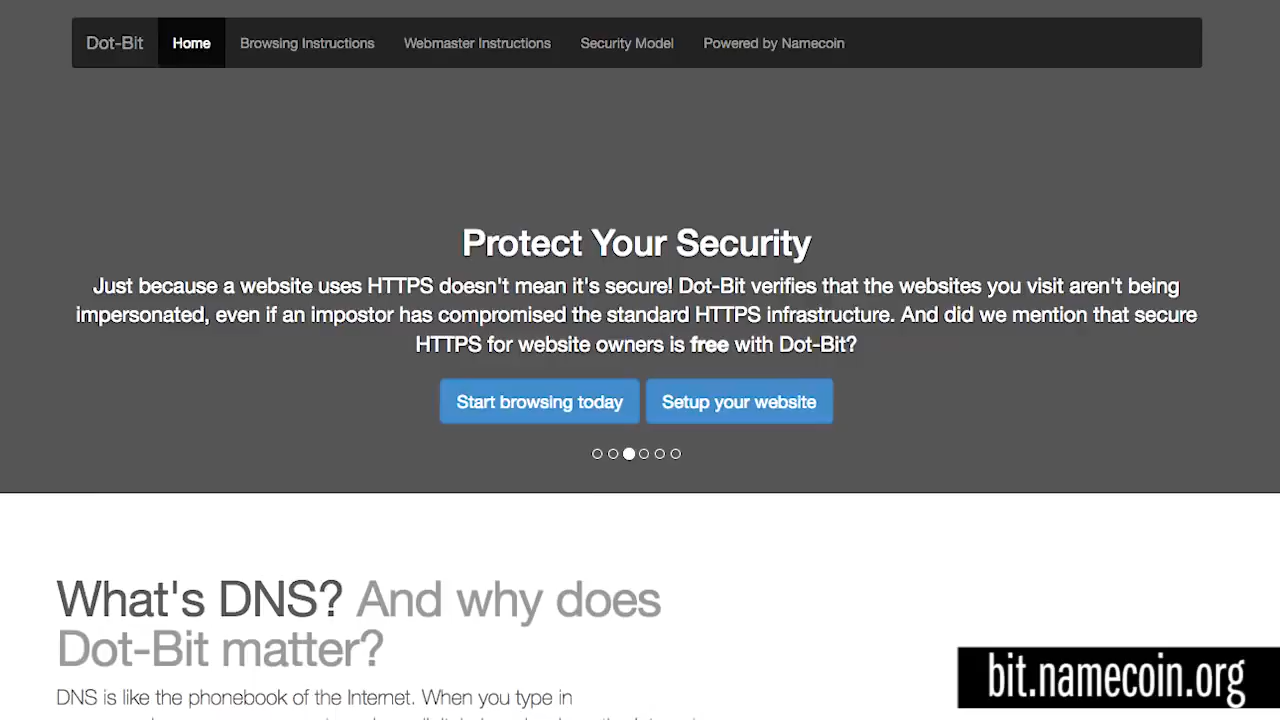 Dot-Bit Home Browsing Instructions Webmaster Instructions Security Model Powered by Namecoin
Protect Your Security
Just because a website uses HTTPS doesn't mean it's secure! Dot-Bit verifies that the websites you visit aren't being
impersonated, even if an impostor has compromised the standard HTTPS infrastructure. And did we mention that secure
HTTPS for website owners is free with Dot-Bit?
Start browsing today Setup your website
What's DNS? And why does
Dot-Bit matter?
DNS is like the phonebook of the Internet. When you type in
bit.namecoin.org